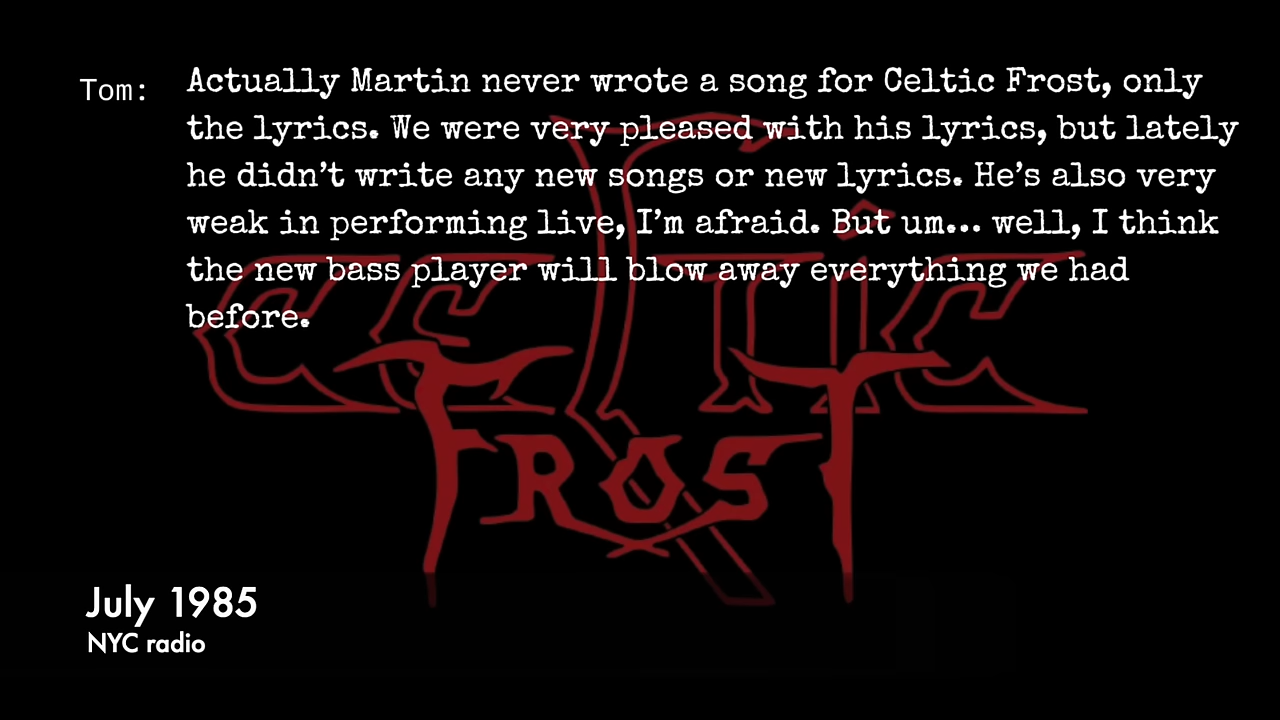 Tom:
Actually Martin never wrote a song for Celtic Frost, only
the lyrics. We were very pleased with his lyrics, but lately
he didn’t write any new songs or new lyrics. He’s also very
weak in performing live, I’m afraid. But um... well, I think
the new bass player will blow away everything we had
before.
CELTIC
FROST
July 1985
NYC radio